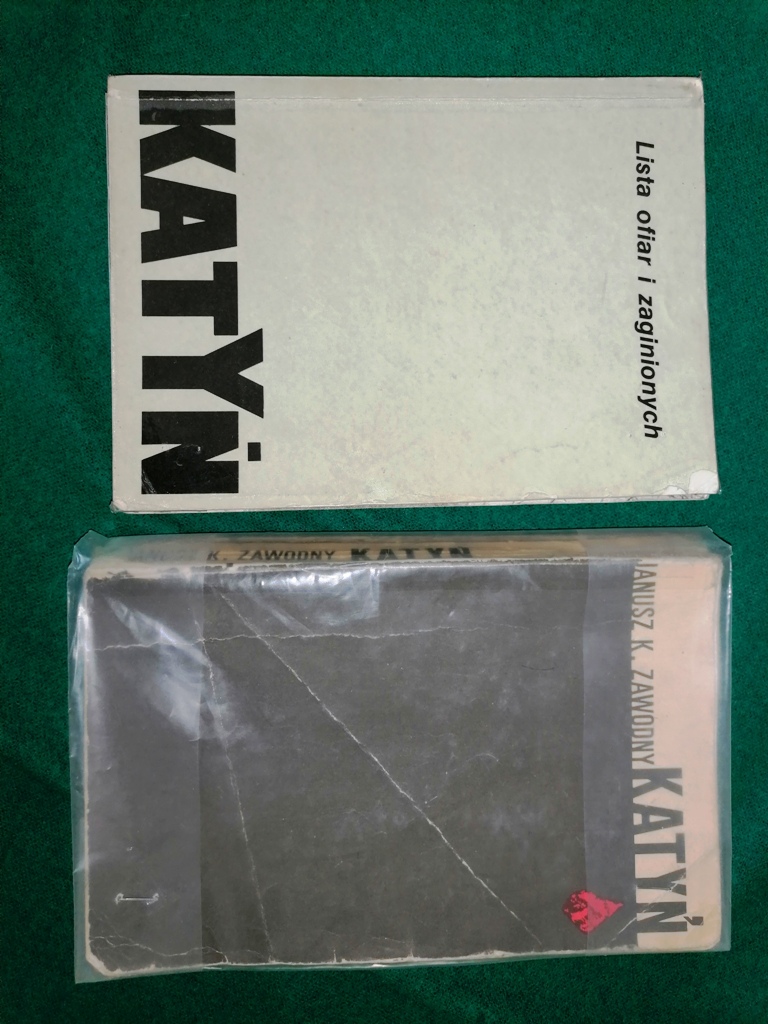 Lista ofiar i zaginionych
KATYŃ
K. ZAWODNY KATYŃ
JANUSZ K. ZAWODNY
KATYŃ